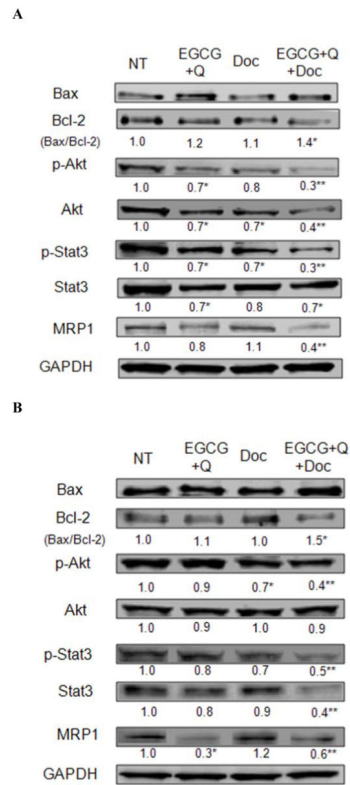 A
NT EGCG +Q Doc EGCG+Q +Doc
Bax
Bcl-2
(Bax/Bcl-2) 1.0 1.2 1.1 1.4*
p-Akt
1.0 0.7* 0.8 0.3**
Akt
1.0 0.7* 0.7* 0.4**
p-Stat3
1.0 0.7* 0.7* 0.3**
Stat3
1.0 0.7* 0.8 0.7*
MRP1
1.0 0.8 1.1 0.4**
GAPDH
B
NT EGCG +Q Doc EGCG+Q +Doc
Bax
Bcl-2
(Bax/Bcl-2) 1.0 1.1 1.0 1.5*
p-Akt
1.0 0.9 0.7* 0.4**
Akt
1.0 0.9 1.0 0.9
p-Stat3
1.0 0.8 0.7 0.5**
Stat3
1.0 0.8 0.9 0.4**
MRP1
1.0 0.3* 1.2 0.6**
GAPDH